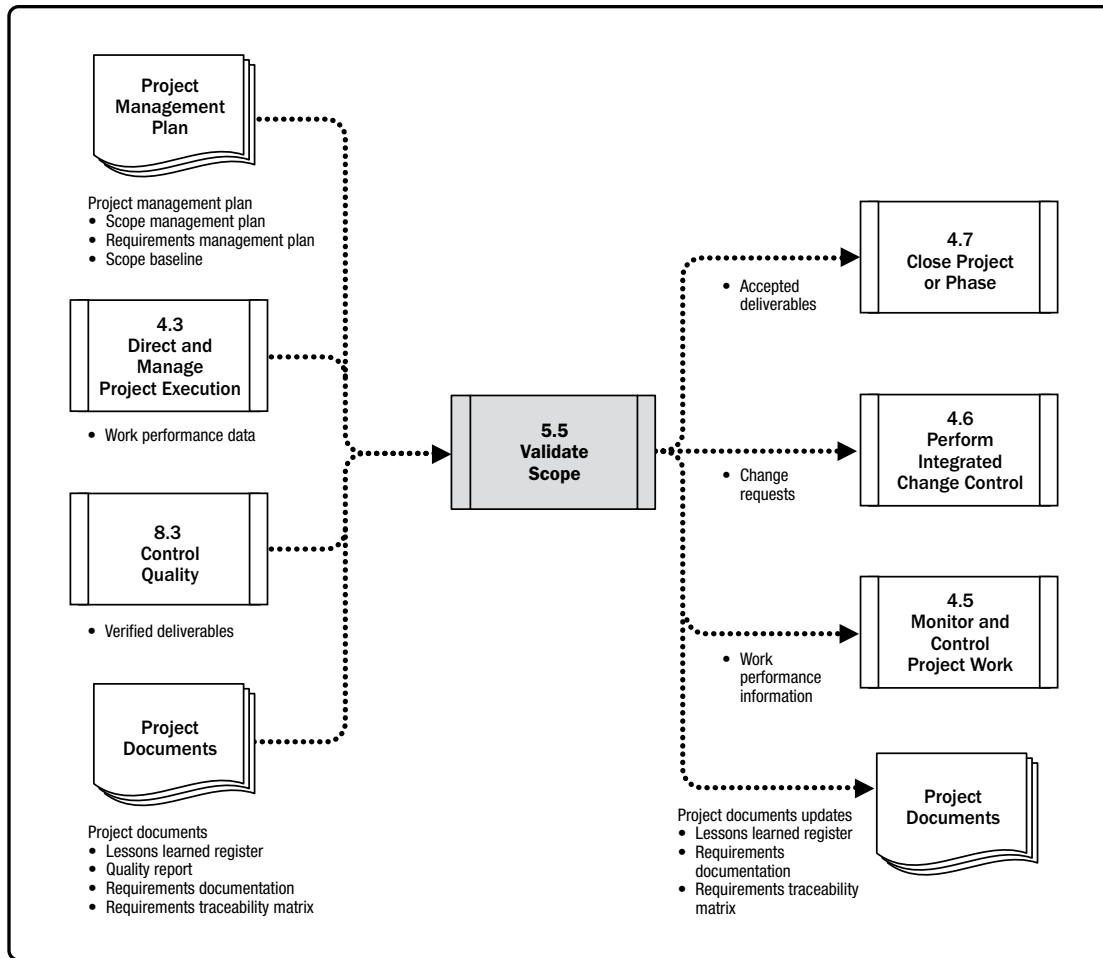 Project
Management
Plan
Project management plan
• Scope management plan
• Requirements management plan
• Scope baseline
4.3
Direct and
Manage
Project Execution
• Work performance data
8.3
Control
Quality
• Verified deliverables
Project
Documents
Project documents
• Lessons learned register
• Quality report
• Requirements documentation
• Requirements traceability matrix
5.5
Validate
Scope
• Accepted
deliverables
4.7
Close Project
or Phase
• Change
requests
4.6
Perform
Integrated
Change Control
• Work
performance
information
4.5
Monitor and
Control
Project Work
Project documents updates
• Lessons learned register
• Requirements
documentation
• Requirements traceability
matrix
Project
Documents